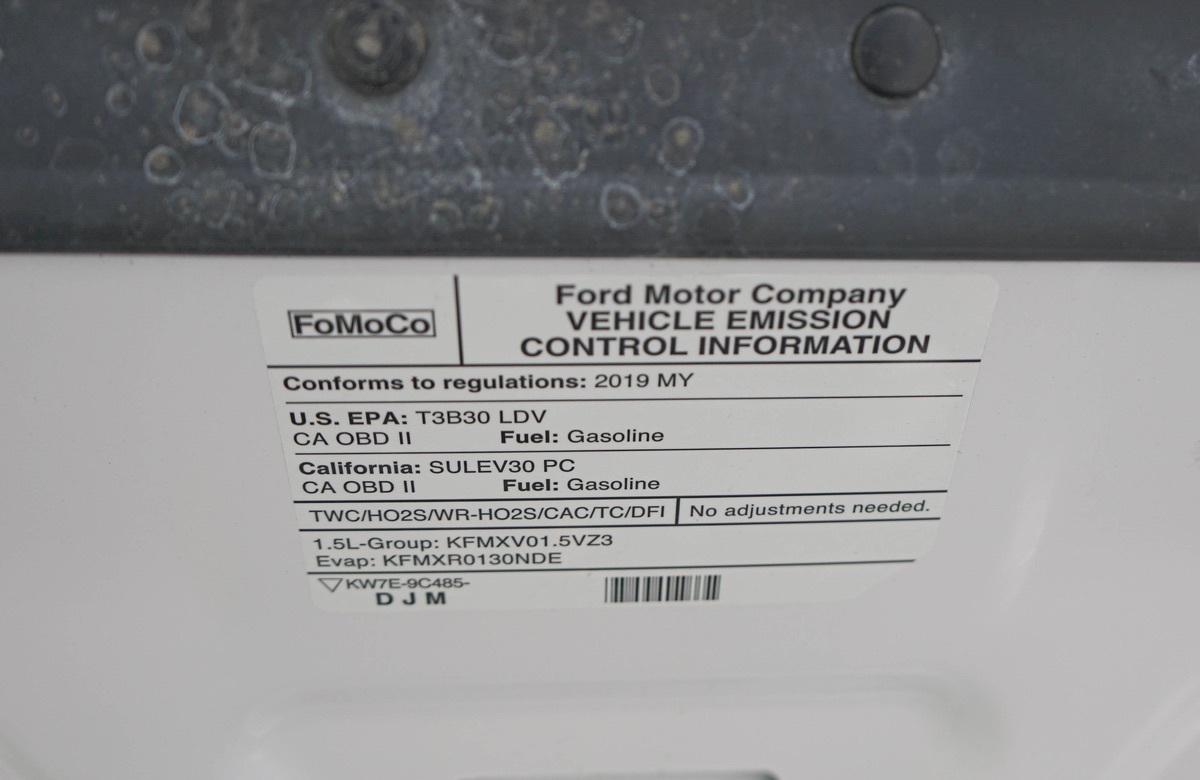 FoMoCo
Ford Motor Company
VEHICLE EMISSION
CONTROL INFORMATION
Conforms to regulations: 2019 MY
U.S. EPA: T3B30 LDV
CA OBD II Fuel: Gasoline
California: SULEV30 PC
CA OBD II Fuel: Gasoline
TWC/HO2S/WR-HO2S/CAC/TC/DFI No adjustments needed.
1.5L-Group: KFMXV01.5VZ3
Evap: KFMXR0130NDE
KW7E-9C485-
D J M